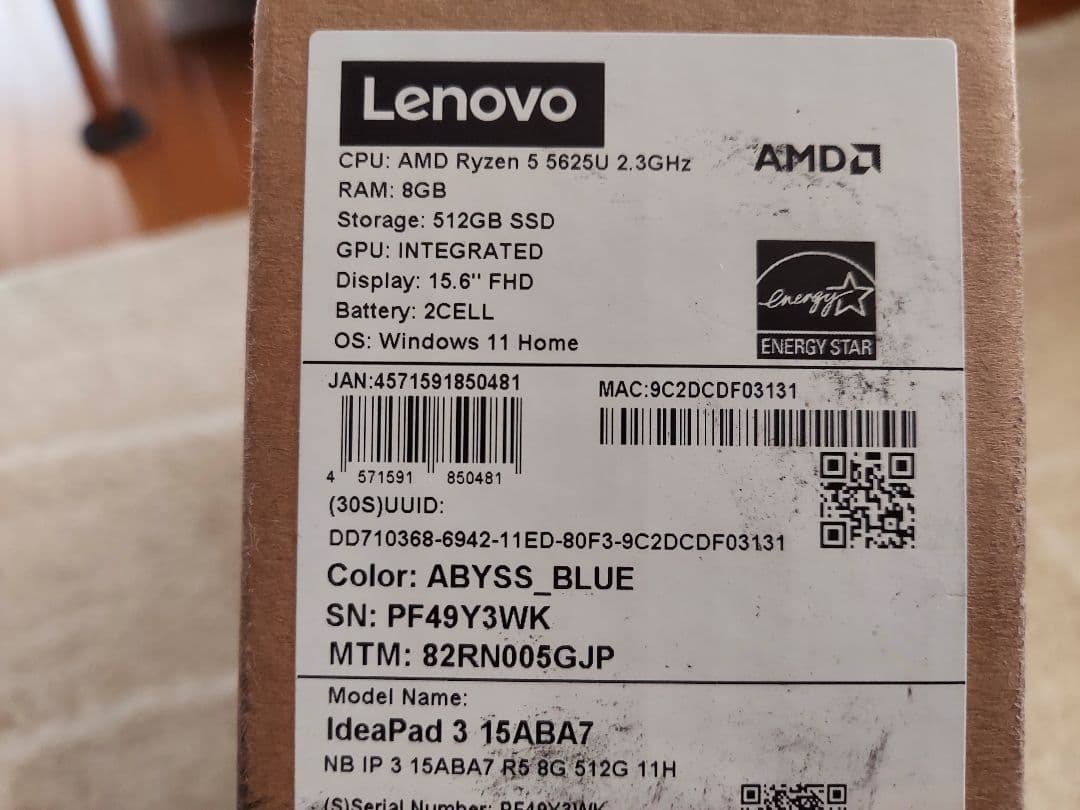 Lenovo
CPU: AMD Ryzen 5 5625U 2.3GHz
AMD
RAM: 8GB
Storage: 512GB SSD
GPU: INTEGRATED
Display: 15.6" FHD
Battery: 2CELL
OS: Windows 11 Home
energy
ENERGY STAR
JAN:4571591850481
MAC:9C2DCDF03131
4 571591 850481
(30S)UUID:
DD710368-6942-11ED-80F3-9C2DCDF03131
Color: ABYSS_BLUE
SN: PF49Y3WK
MTM: 82RN005GJP
Model Name:
IdeaPad 3 15ABA7
NB IP 3 15ABA7 R5 8G 512G 11H
(S)Serial Number: PF49Y3WK